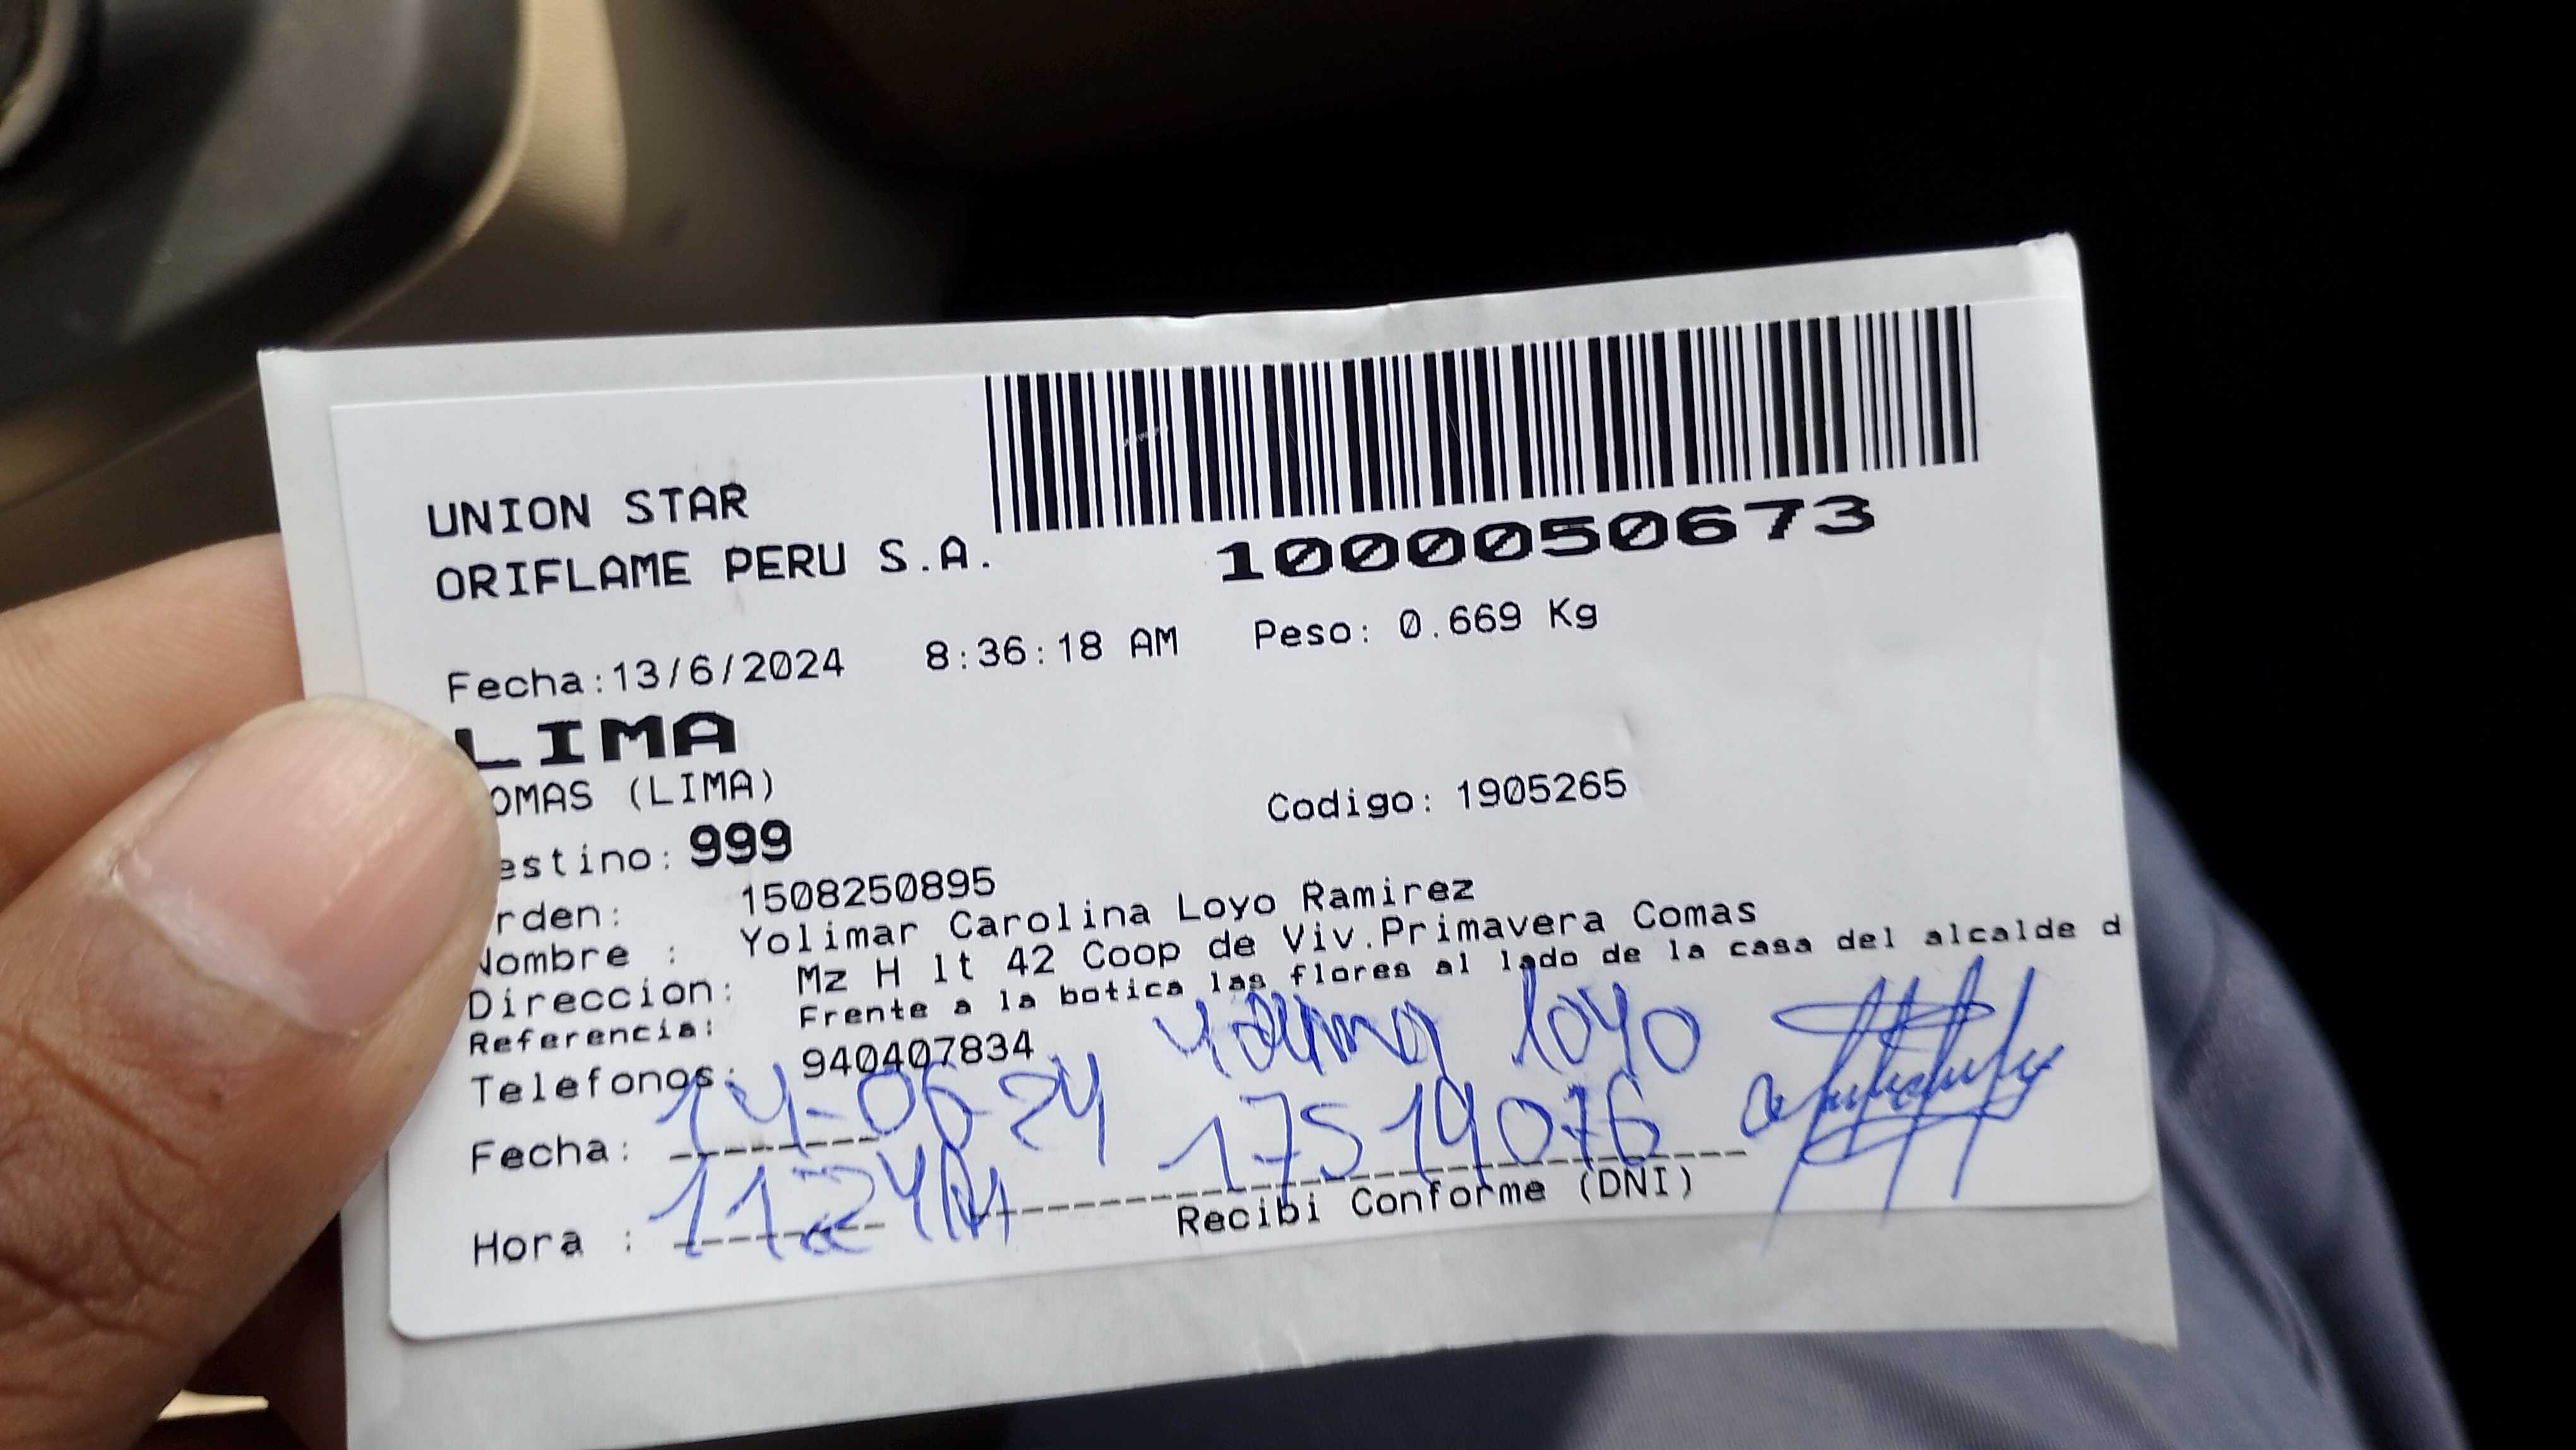 UNION STAR
ORIFLAME PERU S.A.
1000050673
Fecha:13/6/2024 8:36:18 AM Peso: 0.669 Kg
LIMA
OMAS (LIMA)
Codigo: 1905265
estino: 999
rden: 1508250895
Nombre : Yolimar Carolina Loyo Ramirez
Direccion: Mz H lt 42 Coop de Viv.Primavera Comas
Referencia: Frente a la botica las flores al lado de la casa del alcalde d
Telefonos: 940407834
loyo
Fecha: 14-06-24 17519076
Hora : 11:24
Recibi Conforme (DNI)